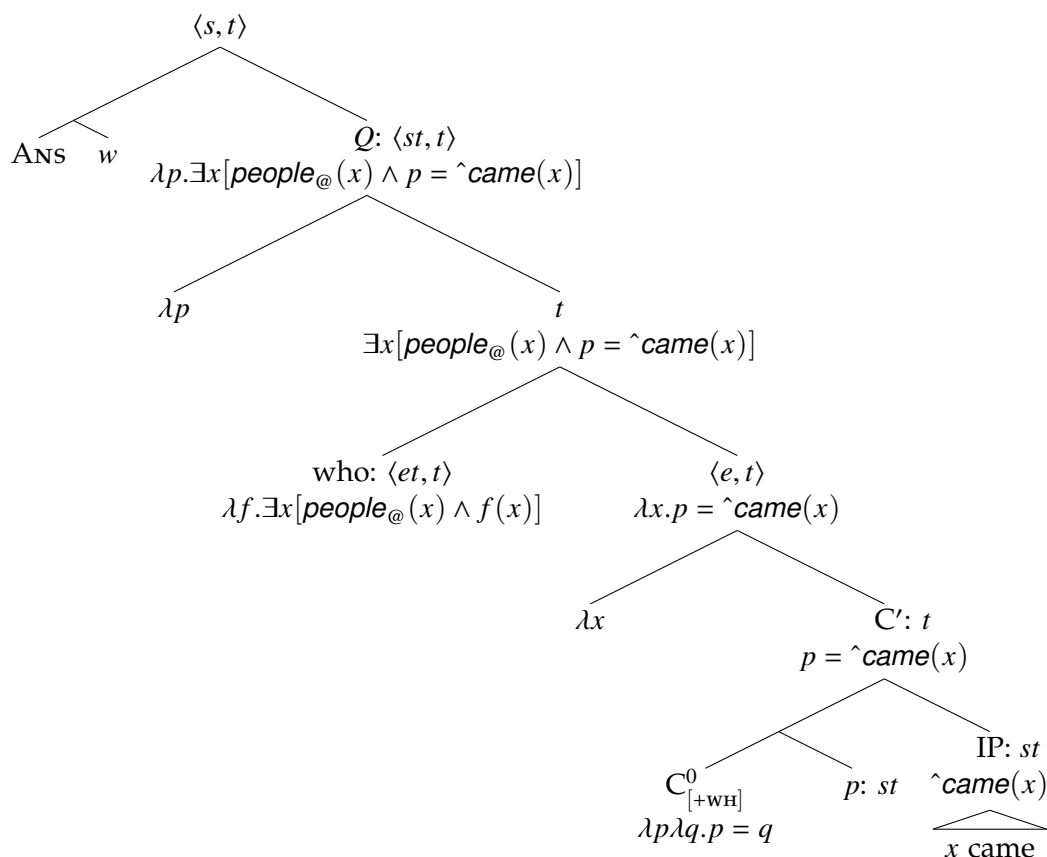 ⟨s, t⟩
ANS w Q: ⟨st, t⟩
λp.∃x[people@(x) ∧ p = ˆcame(x)]
λp t
∃x[people@(x) ∧ p = ˆcame(x)]
who: ⟨et, t⟩ ⟨e, t⟩
λf.∃x[people@(x) ∧ f(x)] λx.p = ˆcame(x)
λx C′: t
p = ˆcame(x)
IP: st
C⁰[+WH] p: st ˆcame(x)
λpλq.p = q
x came